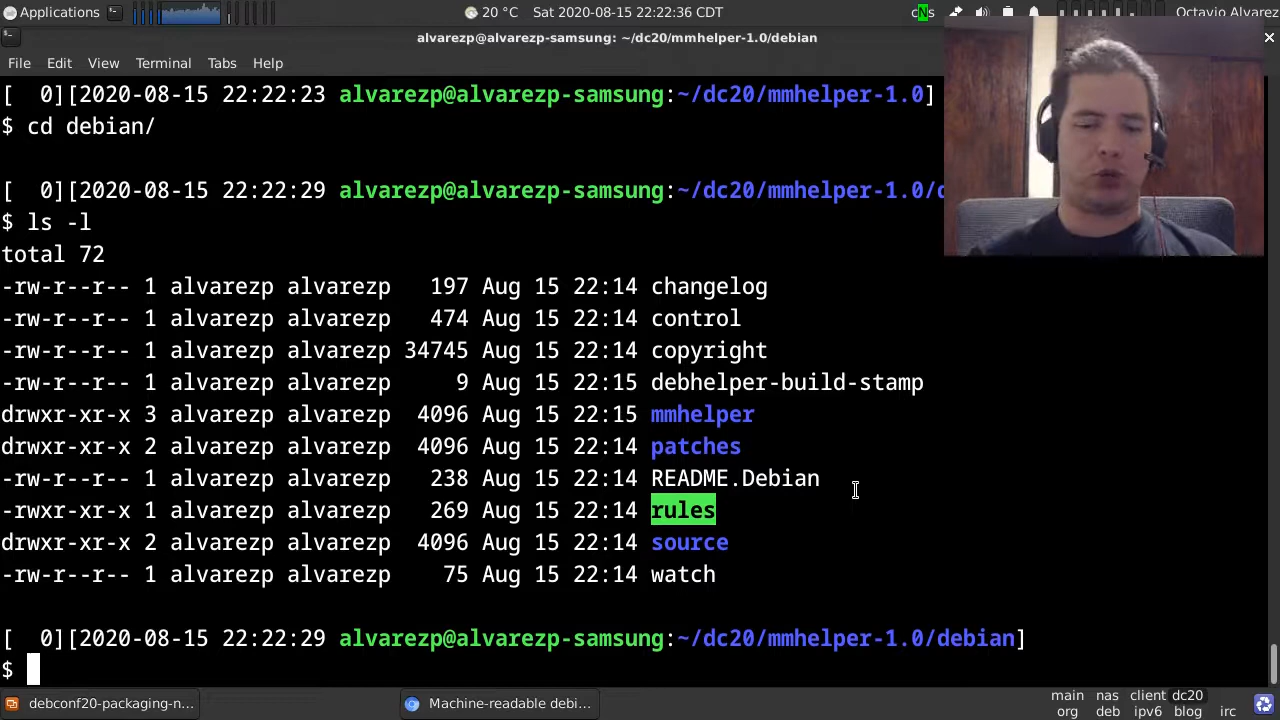 Applications 20 °C Sat 2020-08-15 22:22:36 CDT Octavio Alvarez
alvarezp@alvarezp-samsung: ~/dc20/mmhelper-1.0/debian
File Edit View Terminal Tabs Help
[  0][2020-08-15 22:22:23 alvarezp@alvarezp-samsung:~/dc20/mmhelper-1.0]
$ cd debian/
[  0][2020-08-15 22:22:29 alvarezp@alvarezp-samsung:~/dc20/mmhelper-1.0/d
$ ls -l
total 72
-rw-r--r-- 1 alvarezp alvarezp   197 Aug 15 22:14 changelog
-rw-r--r-- 1 alvarezp alvarezp   474 Aug 15 22:14 control
-rw-r--r-- 1 alvarezp alvarezp 34745 Aug 15 22:14 copyright
-rw-r--r-- 1 alvarezp alvarezp     9 Aug 15 22:15 debhelper-build-stamp
drwxr-xr-x 3 alvarezp alvarezp  4096 Aug 15 22:15 mmhelper
drwxr-xr-x 2 alvarezp alvarezp  4096 Aug 15 22:14 patches
-rw-r--r-- 1 alvarezp alvarezp   238 Aug 15 22:14 README.Debian
-rwxr-xr-x 1 alvarezp alvarezp   269 Aug 15 22:14 rules
drwxr-xr-x 2 alvarezp alvarezp  4096 Aug 15 22:14 source
-rw-r--r-- 1 alvarezp alvarezp    75 Aug 15 22:14 watch
[  0][2020-08-15 22:22:29 alvarezp@alvarezp-samsung:~/dc20/mmhelper-1.0/debian]
$
debconf20-packaging-n... Machine-readable debi... main nas client dc20
org deb ipv6 blog irc